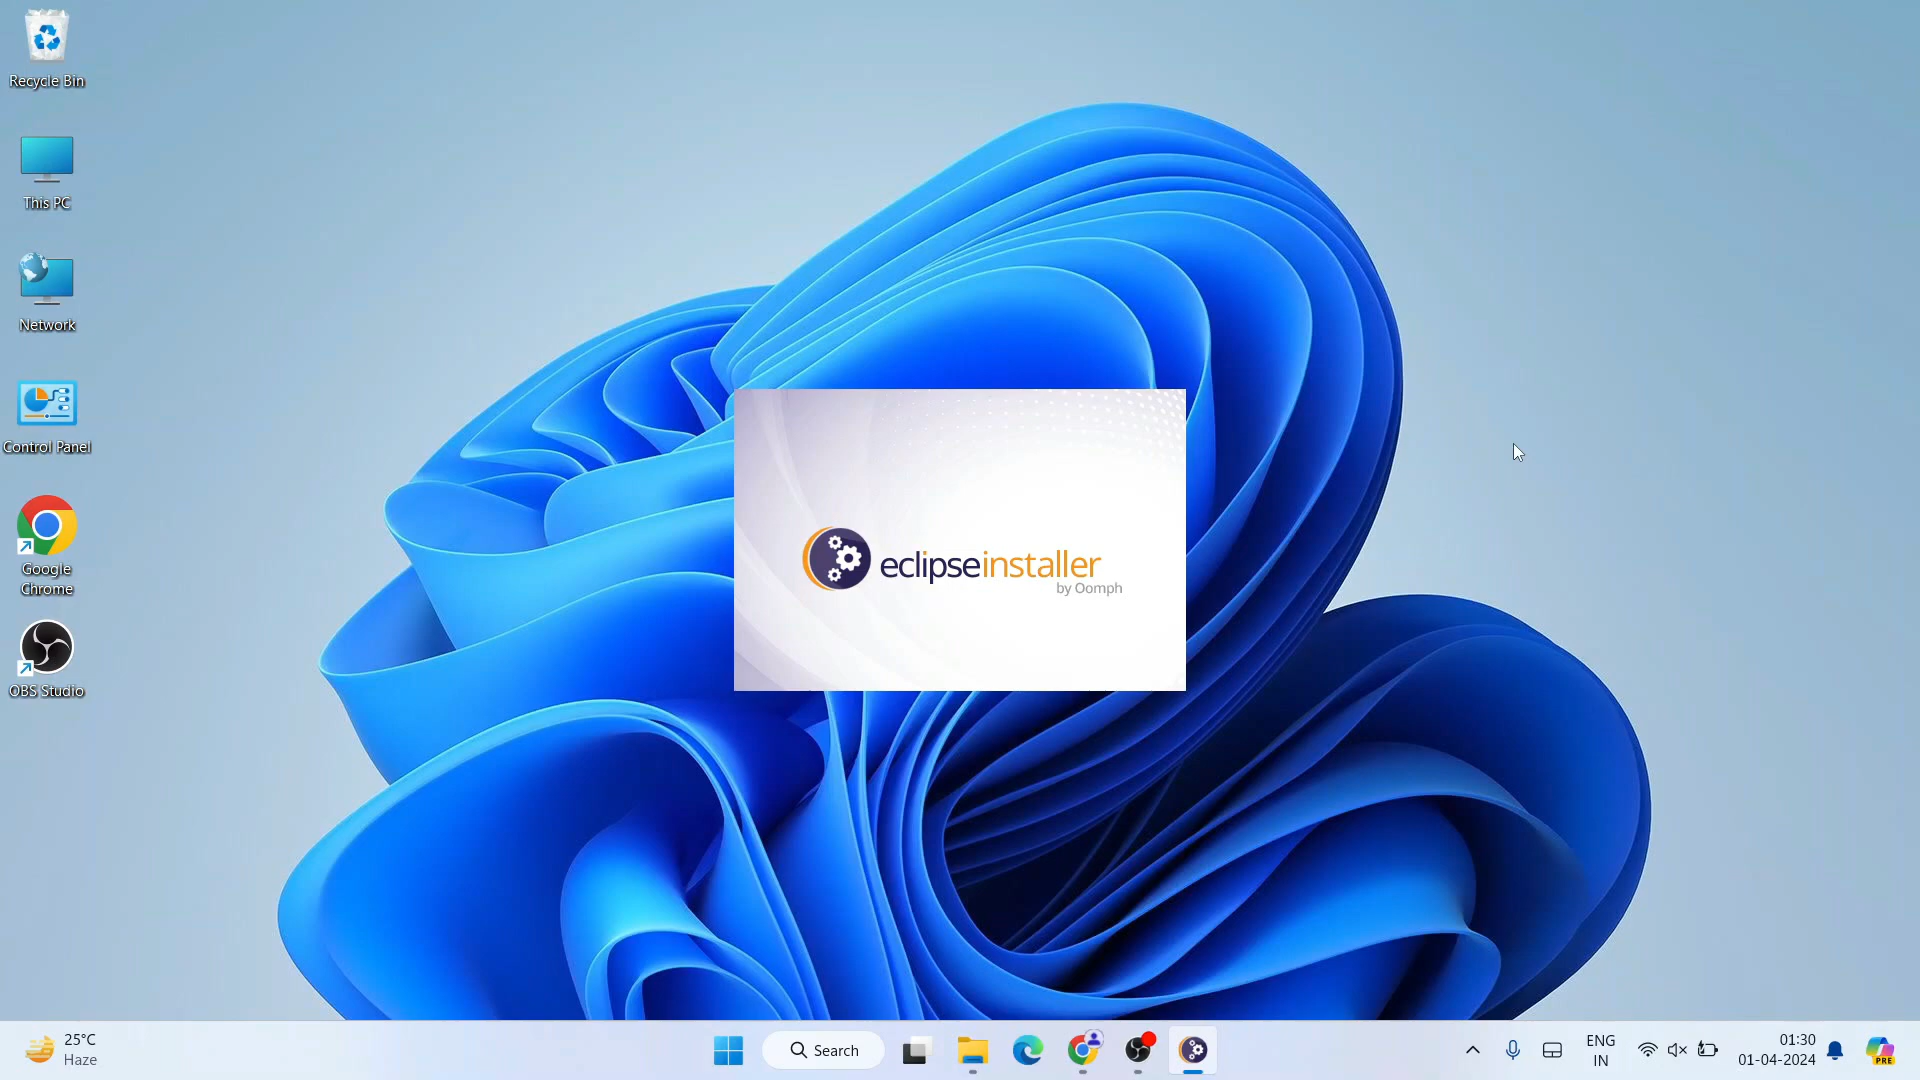 Recycle Bin
This PC
Network
Control Panel
Google
Chrome
OBS Studio
eclipseinstaller
by Oomph
25°C
Haze
Search
ENG
IN
01:30
01-04-2024
PRE